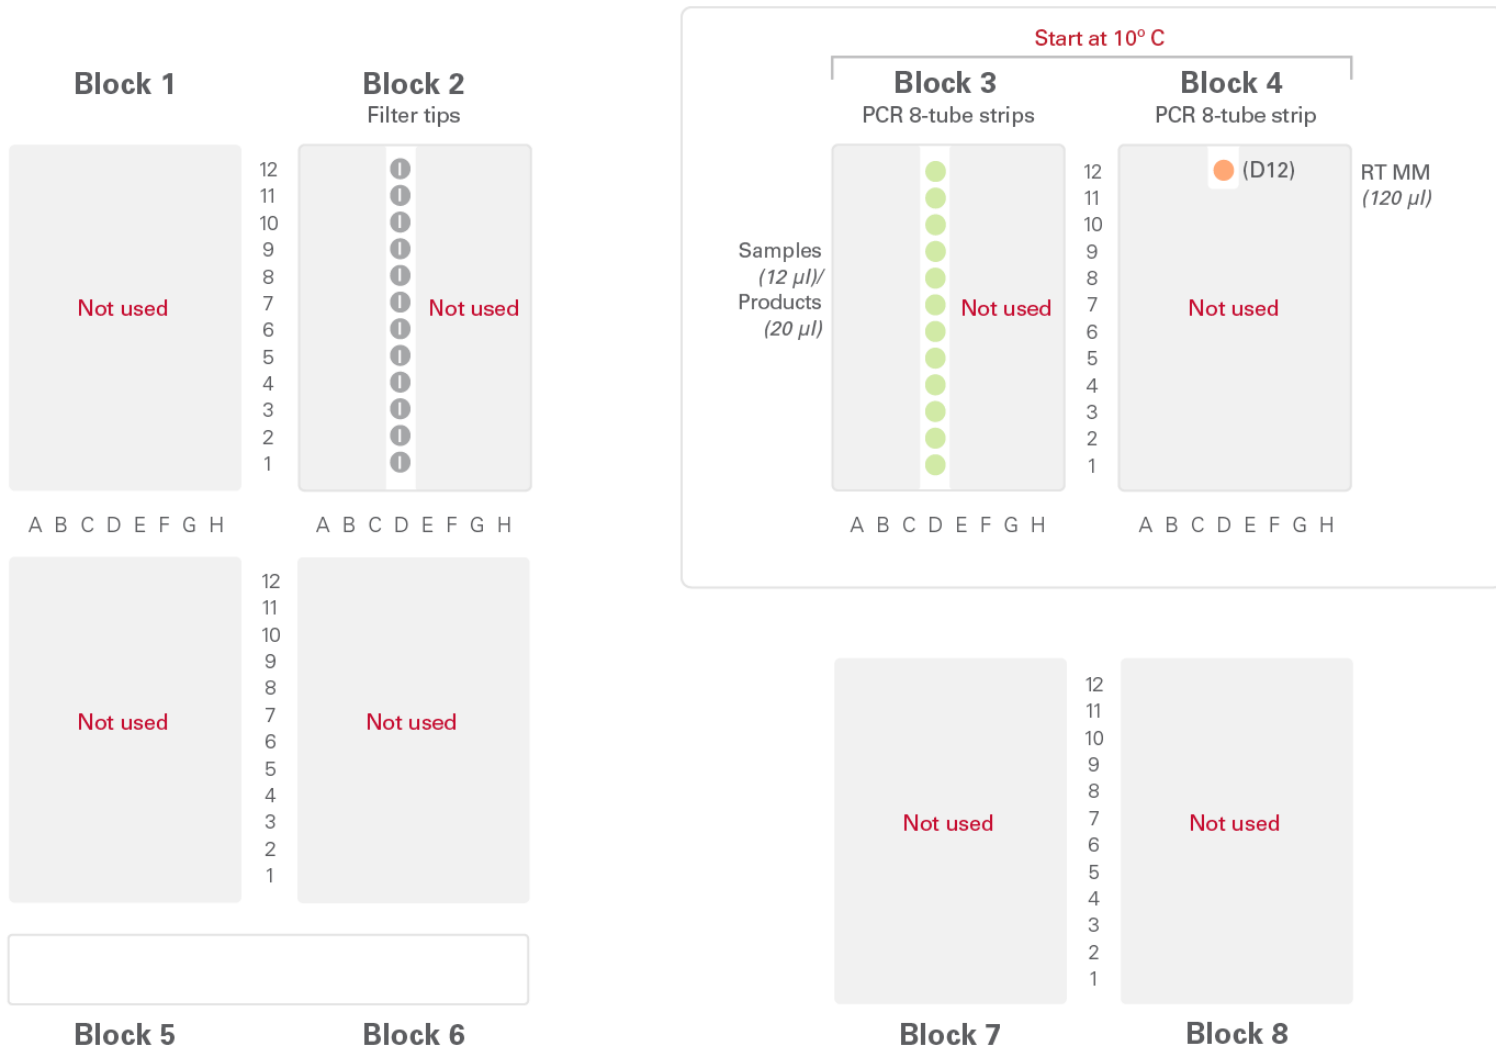 Start at 10° C
Block 1
Block 2
Filter tips
Block 3
PCR 8-tube strips
Block 4
PCR 8-tube strip
Not used
12
11
10
9
8
7
6
5
4
3
2
1
Not used
Samples
(12 µl)/
Products
(20 µl)
Not used
12
11
10
9
8
7
6
5
4
3
2
1
(D12)
Not used
RT MM
(120 µl)
A B C D E F G H
A B C D E F G H
A B C D E F G H
A B C D E F G H
Not used
12
11
10
9
8
7
6
5
4
3
2
1
Not used
Not used
12
11
10
9
8
7
6
5
4
3
2
1
Not used
Block 5
Block 6
Block 7
Block 8